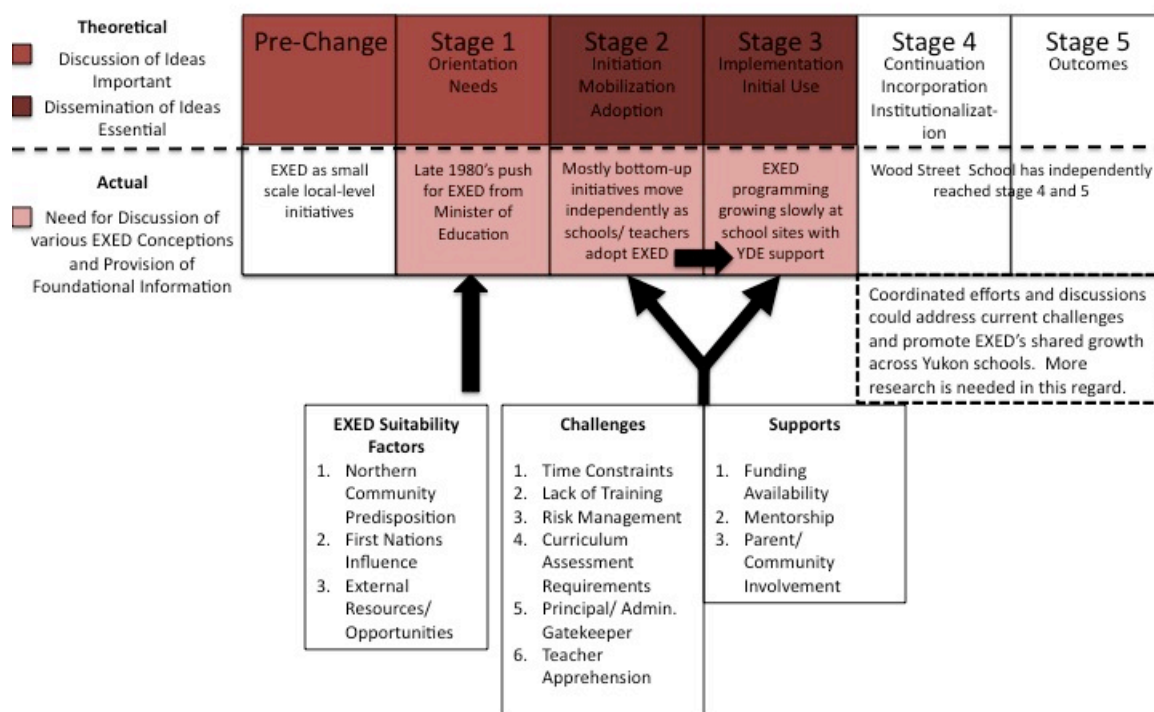 Theoretical
Discussion of Ideas
Important
Dissemination of Ideas
Essential
Pre-Change
Stage 1
Orientation
Needs
Stage 2
Initiation
Mobilization
Adoption
Stage 3
Implementation
Initial Use
Stage 4
Continuation
Incorporation
Institutionalizat-
ion
Stage 5
Outcomes
Actual
Need for Discussion of
various EXED Conceptions
and Provision of
Foundational Information
EXED as small
scale local-level
initiatives
Late 1980's push
for EXED from
Minister of
Education
Mostly bottom-up
initiatives move
independently as
schools/ teachers
adopt EXED
EXED
programming
growing slowly at
school sites with
YDE support
Wood Street School has independently
reached stage 4 and 5
Coordinated efforts and discussions
could address current challenges
and promote EXED's shared growth
across Yukon schools. More
research is needed in this regard.
EXED Suitability
Factors
1. Northern
Community
Predisposition
2. First Nations
Influence
3. External
Resources/
Opportunities
Challenges
1. Time Constraints
2. Lack of Training
3. Risk Management
4. Curriculum
Assessment
Requirements
5. Principal/ Admin.
Gatekeeper
6. Teacher
Apprehension
Supports
1. Funding
Availability
2. Mentorship
3. Parent/
Community
Involvement